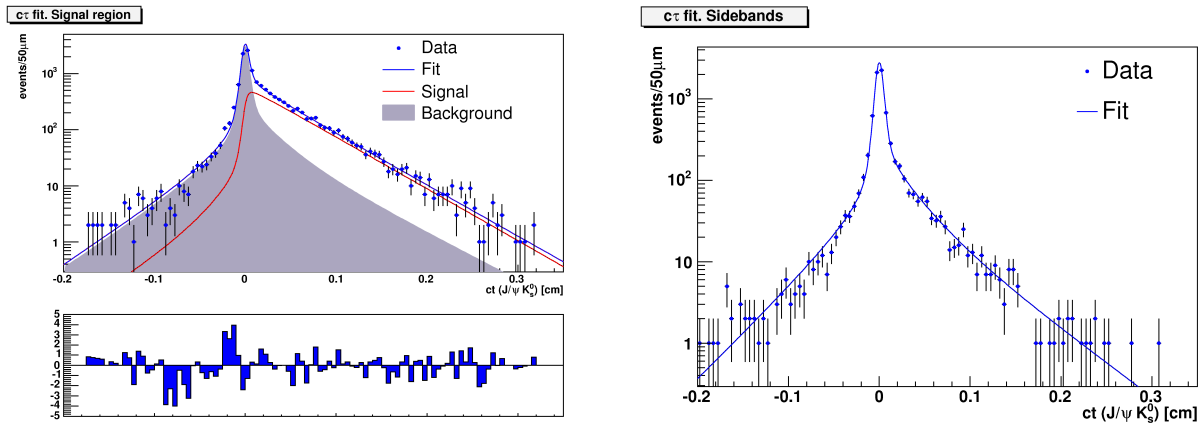 cτ fit. Signal region
events/50μm
10³
10²
10
1
Data
Fit
Signal
Background
-0.2 -0.1 0 0.1 0.2 0.3
ct (J/ψ K⁰ₛ) [cm]
5
4
3
2
1
0
-1
-2
-3
-4
-5
cτ fit. Sidebands
events/50μm
10³
10²
10
1
Data
Fit
-0.2 -0.1 0 0.1 0.2 0.3
ct (J/ψ K⁰ₛ) [cm]